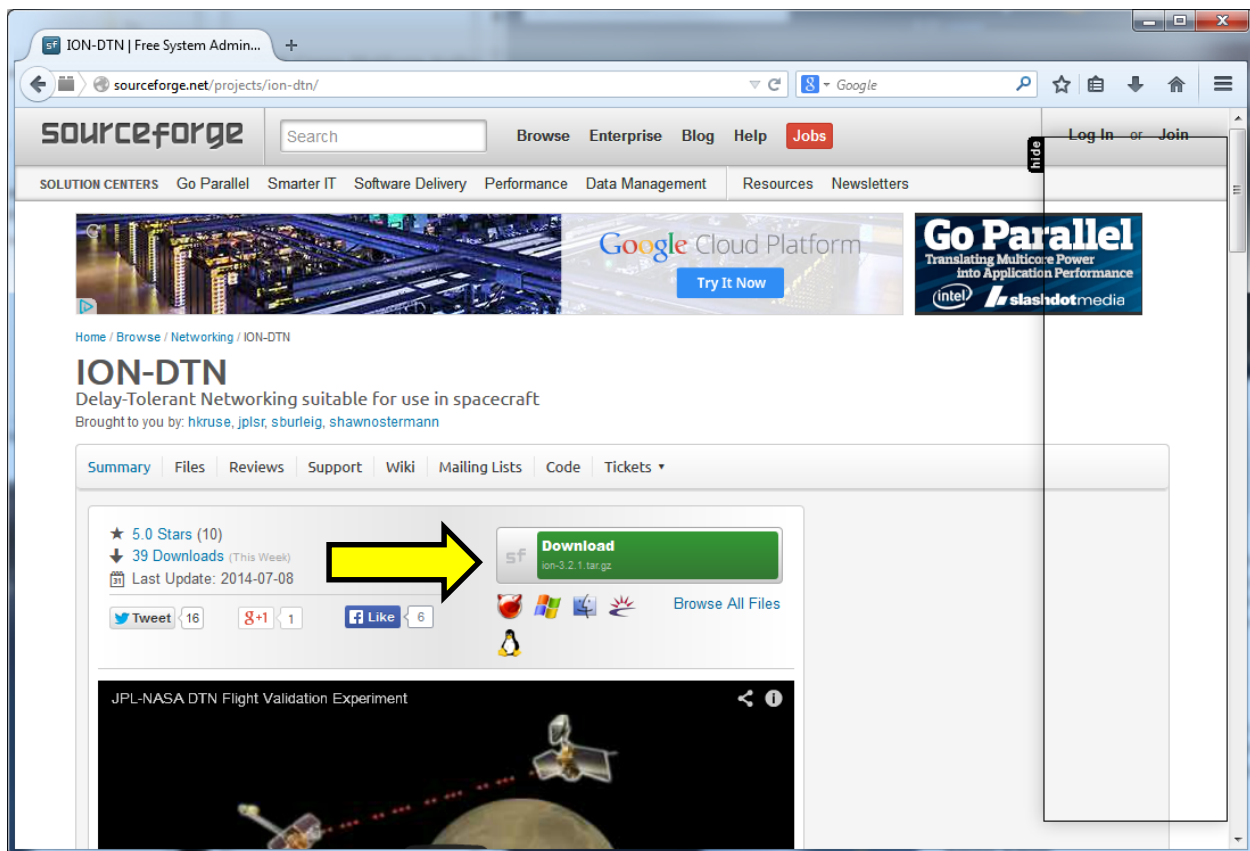 ION-DTN | Free System Admin...
sourceforge.net/projects/ion-dtn/
Google
sourceforge
Search
Browse Enterprise Blog Help Jobs
Log In or Join
hide
SOLUTION CENTERS Go Parallel Smarter IT Software Delivery Performance Data Management Resources Newsletters
Google Cloud Platform
Try It Now
Go Parallel
Translating Multicore Power
into Application Performance
(intel) slashdotmedia
Home / Browse / Networking / ION-DTN
ION-DTN
Delay-Tolerant Networking suitable for use in spacecraft
Brought to you by: hkruse, jplsr, sburleig, shawnostermann
Summary Files Reviews Support Wiki Mailing Lists Code Tickets
5.0 Stars (10)
39 Downloads (This Week)
Last Update: 2014-07-08
sf Download
ion-3.2.1.tar.gz
Tweet 16 g+1 1 Like 6
Browse All Files
JPL-NASA DTN Flight Validation Experiment